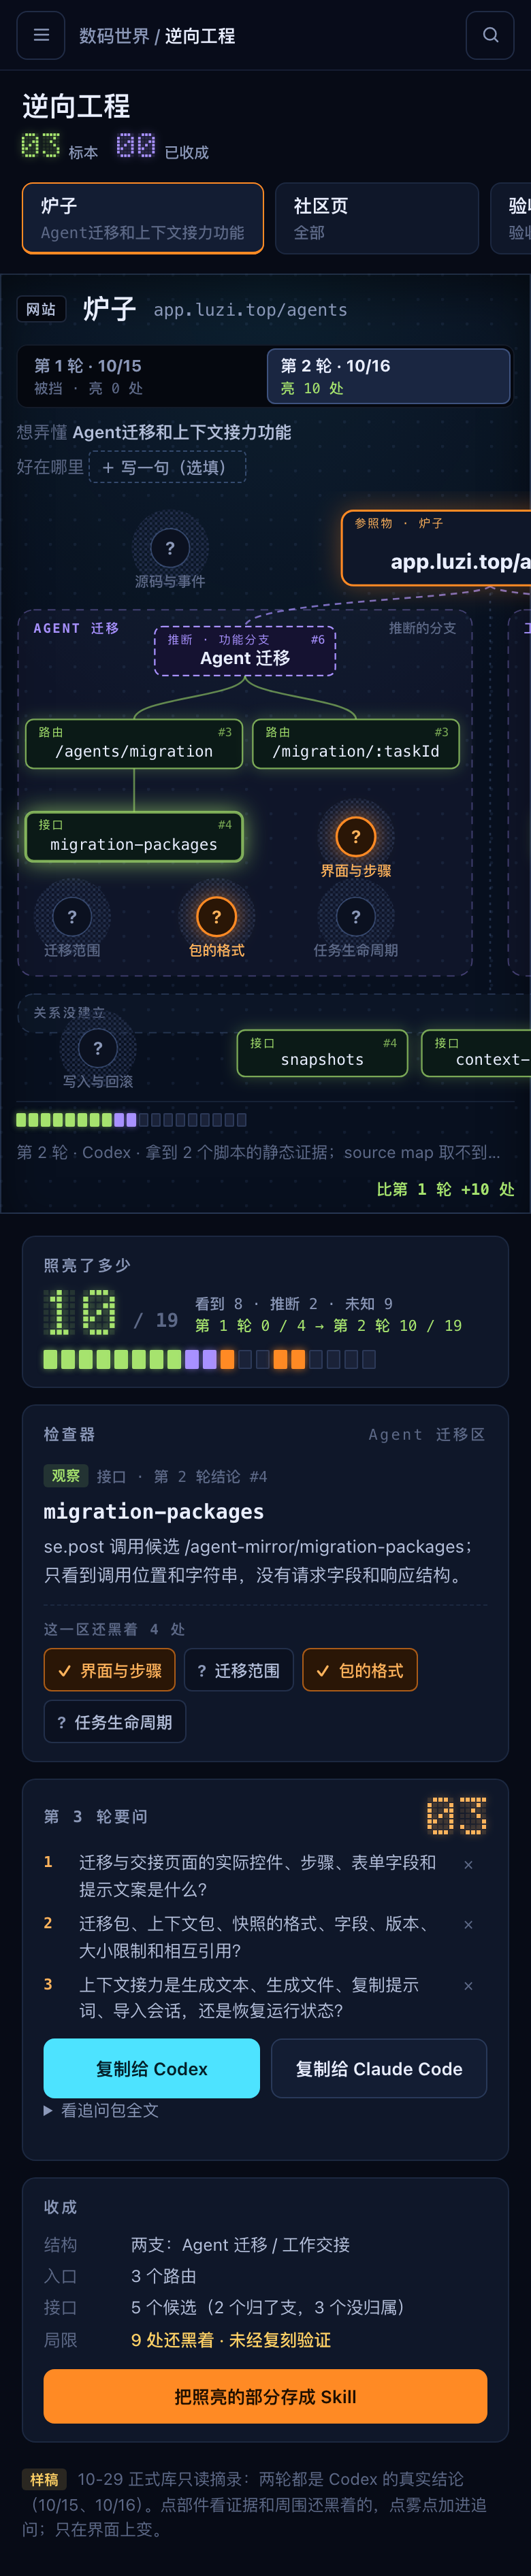 数码世界 / 逆向工程
逆向工程
03 标本 00 已收成
炉子
Agent迁移和上下文接力功能
社区页
全部
网站 炉子 app.luzi.top/agents
第 1 轮 · 10/15
被挡 · 亮 0 处
第 2 轮 · 10/16
亮 10 处
想弄懂 Agent迁移和上下文接力功能
好在哪里 + 写一句（选填）
?
源码与事件
参照物 · 炉子
app.luzi.top/a
AGENT 迁移
推断 · 功能分支 #6
Agent 迁移
推断的分支
路由 #3
/agents/migration
路由 #3
/migration/:taskId
接口 #4
migration-packages
?
界面与步骤
?
迁移范围
?
包的格式
?
任务生命周期
关系没建立
?
写入与回滚
接口 #4
snapshots
接口
context-
第 2 轮 · Codex · 拿到 2 个脚本的静态证据；source map 取不到…
比第 1 轮 +10 处
照亮了多少
10 / 19
看到 8 · 推断 2 · 未知 9
第 1 轮 0 / 4 → 第 2 轮 10 / 19
检查器 Agent 迁移区
观察 接口 · 第 2 轮结论 #4
migration-packages
se.post 调用候选 /agent-mirror/migration-packages；
只看到调用位置和字符串，没有请求字段和响应结构。
这一区还黑着 4 处
✓ 界面与步骤 ? 迁移范围 ✓ 包的格式
? 任务生命周期
第 3 轮要问 03
1 迁移与交接页面的实际控件、步骤、表单字段和 ×
提示文案是什么？
2 迁移包、上下文包、快照的格式、字段、版本、 ×
大小限制和相互引用？
3 上下文接力是生成文本、生成文件、复制提示 ×
词、导入会话，还是恢复运行状态？
复制给 Codex 复制给 Claude Code
▶ 看追问包全文
收成
结构 两支：Agent 迁移 / 工作交接
入口 3 个路由
接口 5 个候选（2 个归了支，3 个没归属）
局限 9 处还黑着 · 未经复刻验证
把照亮的部分存成 Skill
样稿 10-29 正式库只读摘录：两轮都是 Codex 的真实结论
（10/15、10/16）。点部件看证据和周围还黑着的，点雾点加进追
问；只在界面上变。